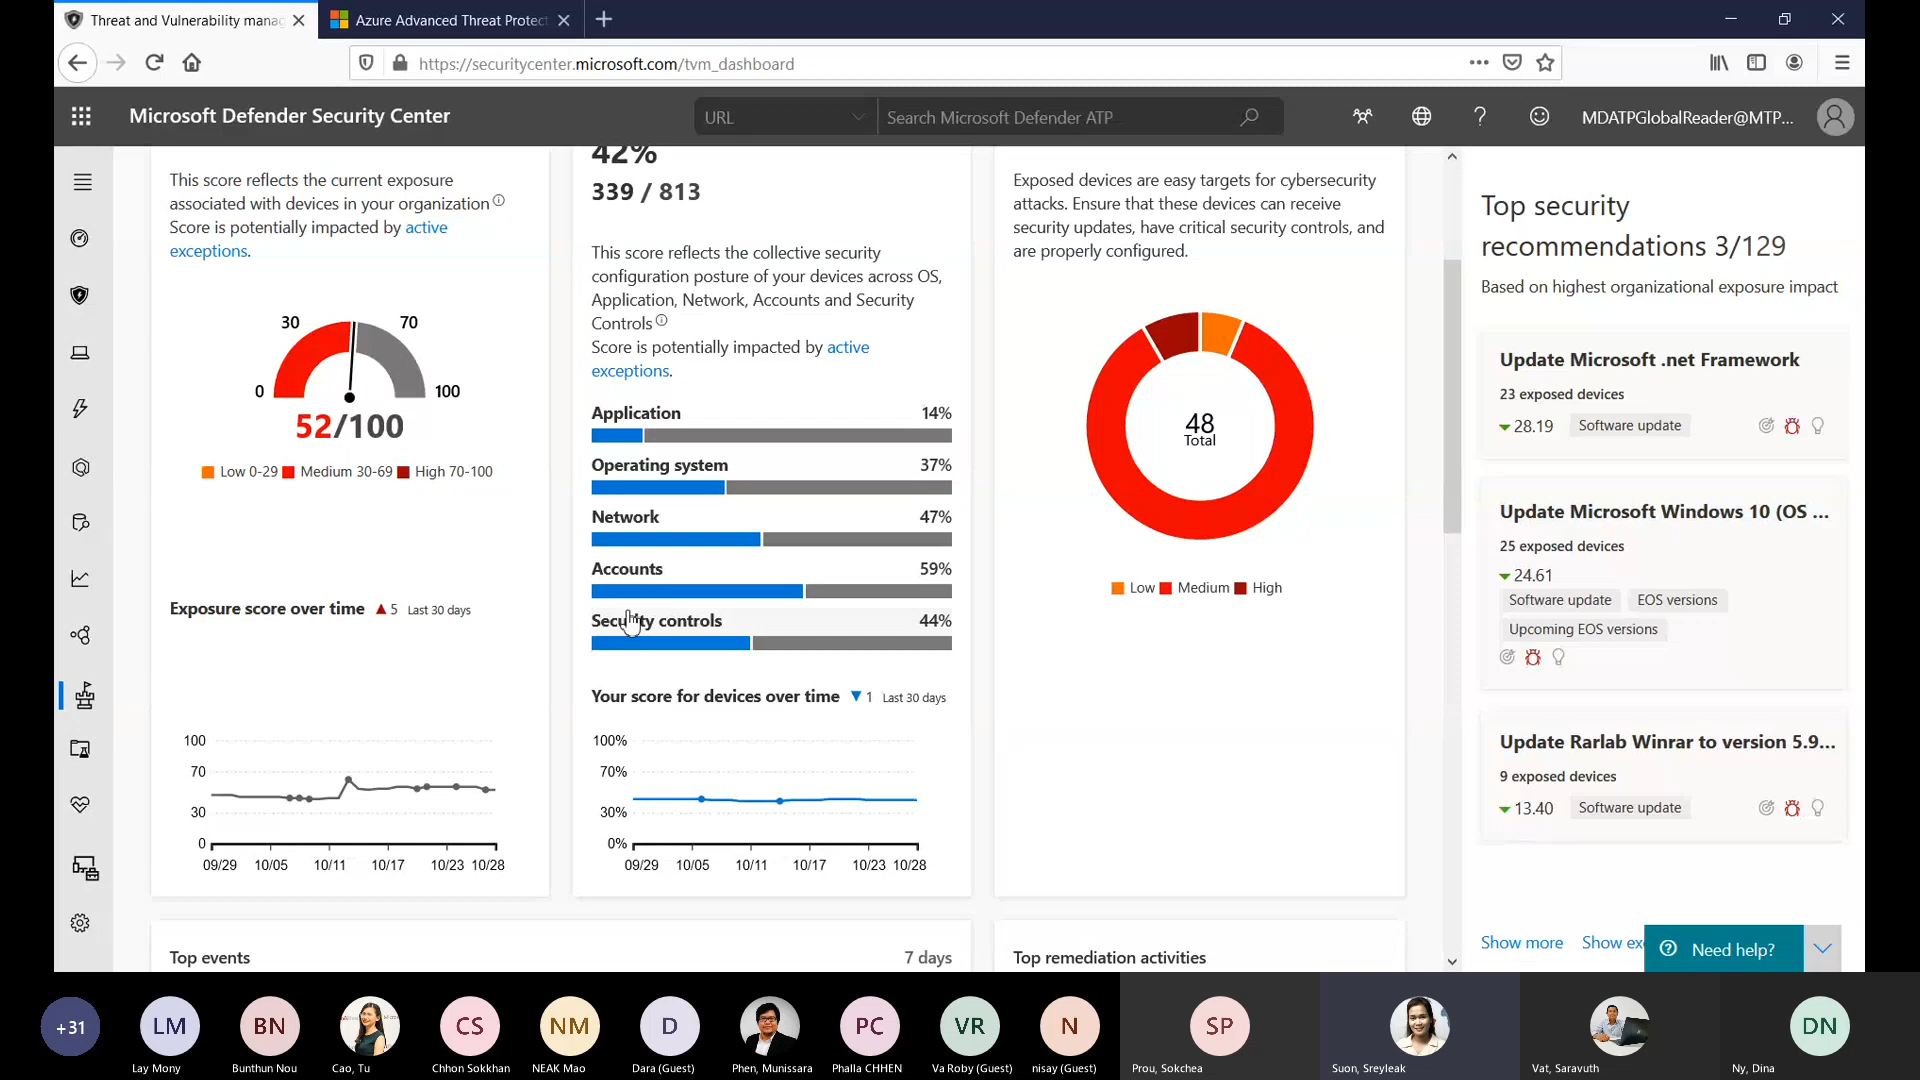 Threat and Vulnerability manag
Azure Advanced Threat Protect
https://securitycenter.microsoft.com/tvm_dashboard
Microsoft Defender Security Center
URL
Search Microsoft Defender ATP
MDATPGlobalReader@MTP...
This score reflects the current exposure
associated with devices in your organization
Score is potentially impacted by active
exceptions.
30
70
0
100
52/100
Low 0-29
Medium 30-69
High 70-100
Exposure score over time
5
Last 30 days
100
70
30
0
09/29
10/05
10/11
10/17
10/23
10/28
42%
339 / 813
This score reflects the collective security
configuration posture of your devices across OS,
Application, Network, Accounts and Security
Controls
Score is potentially impacted by active
exceptions.
Application
14%
Operating system
37%
Network
47%
Accounts
59%
Security controls
44%
Your score for devices over time
1
Last 30 days
100%
70%
30%
0%
09/29
10/05
10/11
10/17
10/23
10/28
Exposed devices are easy targets for cybersecurity
attacks. Ensure that these devices can receive
security updates, have critical security controls, and
are properly configured.
48
Total
Low
Medium
High
Top security
recommendations 3/129
Based on highest organizational exposure impact
Update Microsoft .net Framework
23 exposed devices
28.19
Software update
Update Microsoft Windows 10 (OS ...
25 exposed devices
24.61
Software update
EOS versions
Upcoming EOS versions
Update Rarlab Winrar to version 5.9...
9 exposed devices
13.40
Software update
Show more
Show ex
Need help?
Top events
7 days
Top remediation activities
+31
LM
BN
CS
NM
D
PC
VR
N
SP
DN
Lay Mony
Bunthun Nou
Cao, Tu
Chhon Sokkhan
NEAK Mao
Dara (Guest)
Phen, Munissara
Phalla CHHEN
Va Roby (Guest)
nisay (Guest)
Prou, Sokchea
Suon, Sreyleak
Vat, Saravuth
Ny, Dina